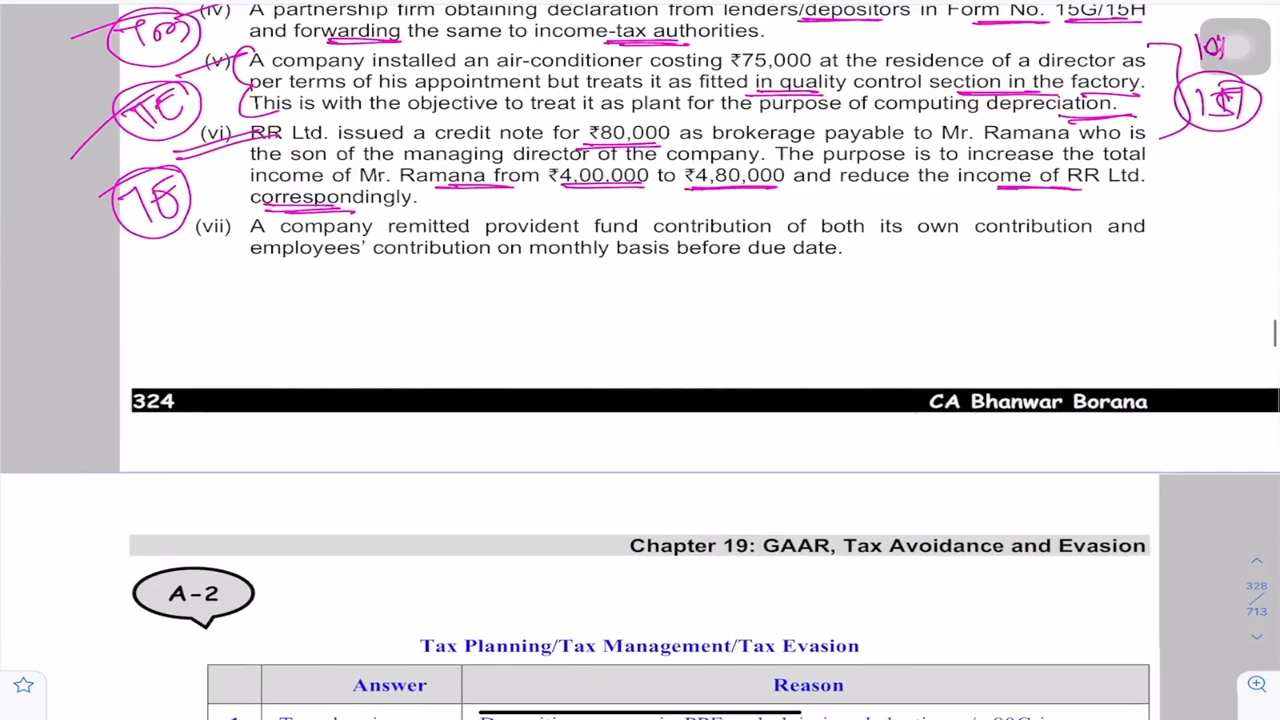 (iv) A partnership firm obtaining declaration from lenders/depositors in Form No. 15G/15H
and forwarding the same to income-tax authorities.
(v) A company installed an ar-conditioner costing ₹75,000 at the residence of a director as
per terms of his appointment but treats it as fitted in quality control section in the factory.
This is with the objective to treat it as plant for the purpose of computing depreciation.
(vi) RR Ltd. issued a credit note for ₹80,000 as brokerage payable to Mr. Ramana who is
the son of the managing director of the company. The purpose is to increase the total
income of Mr. Ramana from ₹4,00,000 to ₹4,80,000 and reduce the income of RR Ltd.
correspondingly.
(vii) A company remitted provident fund contribution of both its own contribution and
employees' contribution on monthly basis before due date.
TE
TE
324 CA Bhanwar Borana
Chapter 19: GAAR, Tax Avoidance and Evasion
A-2
328
713
Tax Planning/Tax Management/Tax Evasion
Answer Reason